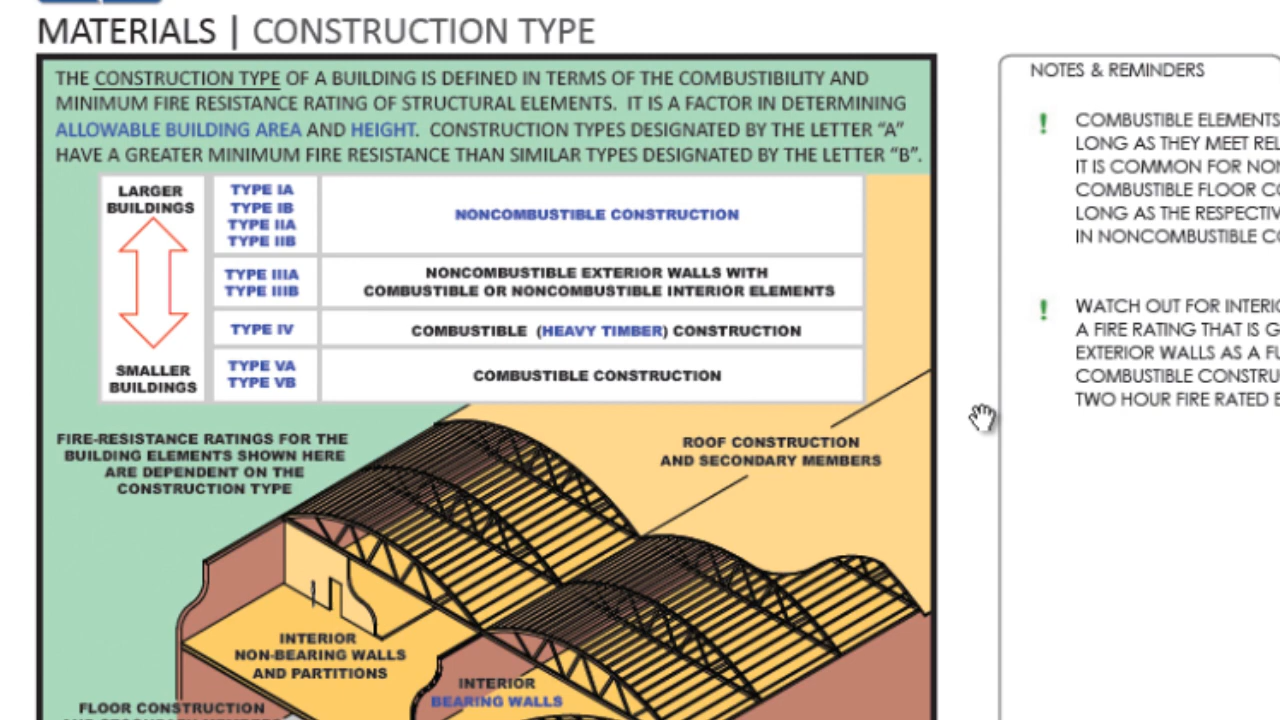 MATERIALS | CONSTRUCTION TYPE
THE CONSTRUCTION TYPE OF A BUILDING IS DEFINED IN TERMS OF THE COMBUSTIBILITY AND
MINIMUM FIRE RESISTANCE RATING OF STRUCTURAL ELEMENTS. IT IS A FACTOR IN DETERMINING
ALLOWABLE BUILDING AREA AND HEIGHT. CONSTRUCTION TYPES DESIGNATED BY THE LETTER “A”
HAVE A GREATER MINIMUM FIRE RESISTANCE THAN SIMILAR TYPES DESIGNATED BY THE LETTER “B”.
LARGER
BUILDINGS
SMALLER
BUILDINGS
TYPE IA
TYPE IB
TYPE IIA
TYPE IIB
NONCOMBUSTIBLE CONSTRUCTION
TYPE IIIA
TYPE IIIB
NONCOMBUSTIBLE EXTERIOR WALLS WITH
COMBUSTIBLE OR NONCOMBUSTIBLE INTERIOR ELEMENTS
TYPE IV
COMBUSTIBLE (HEAVY TIMBER) CONSTRUCTION
TYPE VA
TYPE VB
COMBUSTIBLE CONSTRUCTION
FIRE-RESISTANCE RATINGS FOR THE
BUILDING ELEMENTS SHOWN HERE
ARE DEPENDENT ON THE
CONSTRUCTION TYPE
ROOF CONSTRUCTION
AND SECONDARY MEMBERS
INTERIOR
NON-BEARING WALLS
AND PARTITIONS
INTERIOR
BEARING WALLS
FLOOR CONSTRUCTION
NOTES & REMINDERS
! COMBUSTIBLE ELEMENTS
LONG AS THEY MEET REL
IT IS COMMON FOR NON
COMBUSTIBLE FLOOR CO
LONG AS THE RESPECTIV
IN NONCOMBUSTIBLE CO
! WATCH OUT FOR INTERIO
A FIRE RATING THAT IS G
EXTERIOR WALLS AS A FU
COMBUSTIBLE CONSTRU
TWO HOUR FIRE RATED E